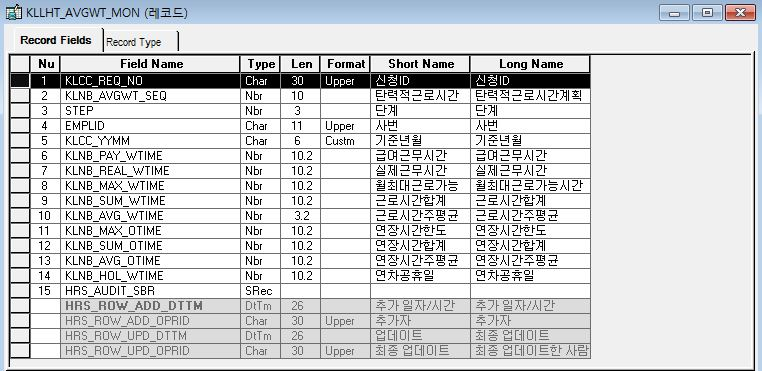 KLLHT_AVGWT_MON (레코드)
Record Fields Record Type
Nu Field Name Type Len Format Short Name Long Name
1 KLCC_REQ_NO Char 30 Upper 신청ID 신청ID
2 KLNB_AVGWT_SEQ Nbr 10 탄력적근로시간 탄력적근로시간계획
3 STEP Nbr 3 단계 단계
4 EMPLID Char 11 Upper 사번 사번
5 KLCC_YYMM Char 6 Custm 기준년월 기준년월
6 KLNB_PAY_WTIME Nbr 10.2 급여근무시간 급여근무시간
7 KLNB_REAL_WTIME Nbr 10.2 실제근무시간 실제근무시간
8 KLNB_MAX_WTIME Nbr 10.2 월최대근로가능 월최대근로가능시간
9 KLNB_SUM_WTIME Nbr 10.2 근로시간합계 근로시간합계
10 KLNB_AVG_WTIME Nbr 3.2 근로시간주평균 근로시간주평균
11 KLNB_MAX_OTIME Nbr 10.2 연장시간한도 연장시간한도
12 KLNB_SUM_OTIME Nbr 10.2 연장시간합계 연장시간합계
13 KLNB_AVG_OTIME Nbr 10.2 연장시간주평균 연장시간주평균
14 KLNB_HOL_WTIME Nbr 10.2 연차공휴일 연차공휴일
15 HRS_AUDIT_SBR SRec
HRS_ROW_ADD_DTTM DtTm 26 추가 일자/시간 추가 일자/시간
HRS_ROW_ADD_OPRID Char 30 Upper 추가자 추가자
HRS_ROW_UPD_DTTM DtTm 26 업데이트 최종 업데이트
HRS_ROW_UPD_OPRID Char 30 Upper 최종 업데이트 최종 업데이트한 사람